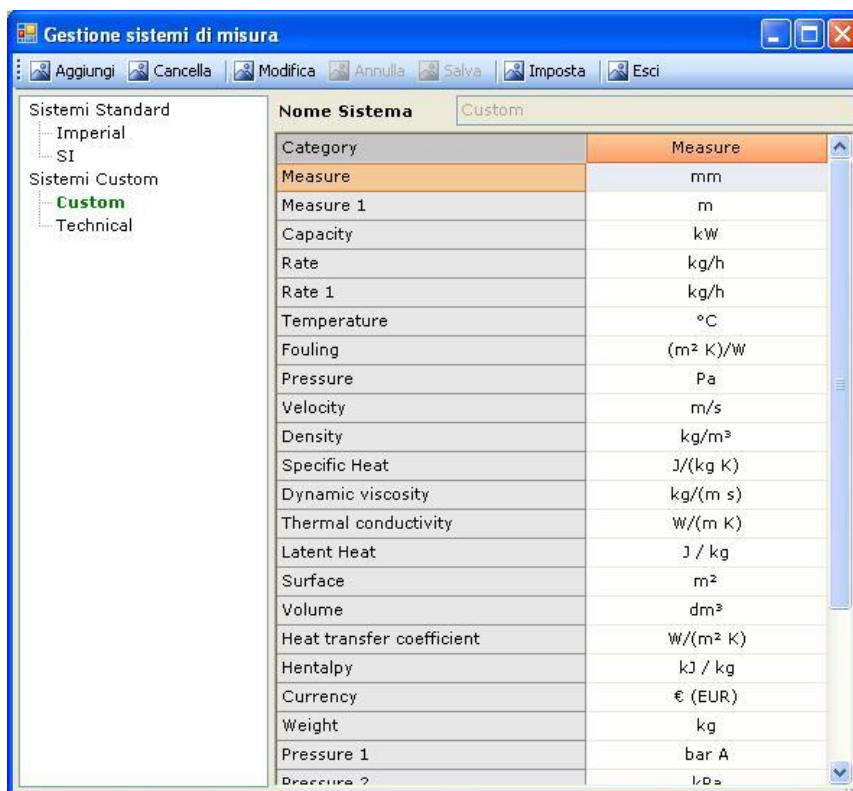 Gestione sistemi di misura
Aggiungi Cancella Modifica Annulla Salva Imposta Esci
Sistemi Standard
Imperial
SI
Sistemi Custom
Custom
Technical
Nome Sistema Custom
Category Measure
Measure mm
Measure 1 m
Capacity kW
Rate kg/h
Rate 1 kg/h
Temperature °C
Fouling (m² K)/W
Pressure Pa
Velocity m/s
Density kg/m³
Specific Heat J/(kg K)
Dynamic viscosity kg/(m s)
Thermal conductivity W/(m K)
Latent Heat J / kg
Surface m²
Volume dm³
Heat transfer coefficient W/(m² K)
Hentalpy kJ / kg
Currency € (EUR)
Weight kg
Pressure 1 bar A
Pressure 2 kPa